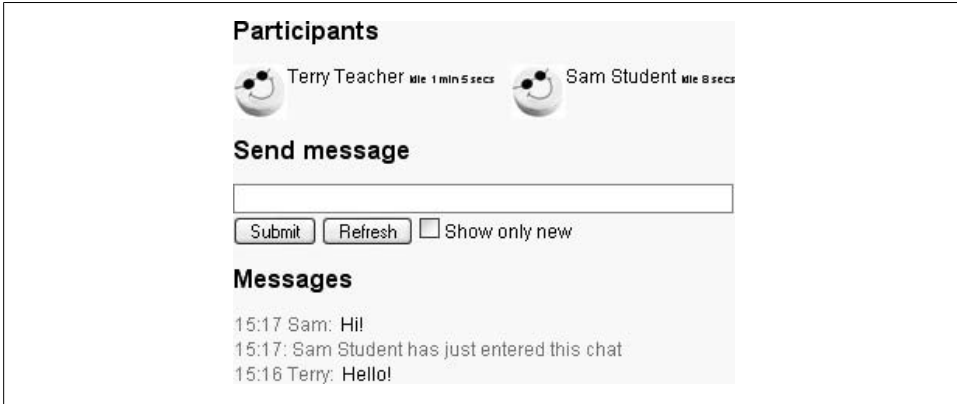 Participants
Terry Teacher Idle 1 min 5 secs Sam Student Idle 8 secs
Send message
Submit Refresh Show only new
Messages
15:17 Sam: Hi!
15:17: Sam Student has just entered this chat
15:16 Terry: Hello!